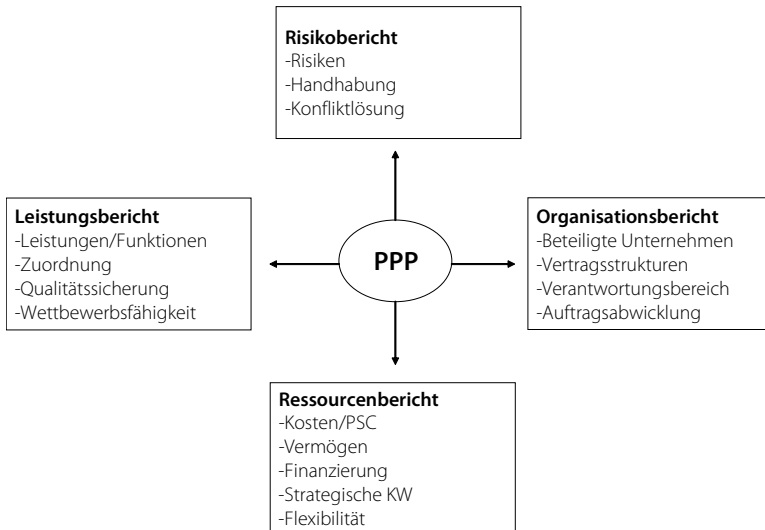 Risikobericht
-Risiken
-Handhabung
-Konfliktlösung
Leistungsbericht
-Leistungen/Funktionen
-Zuordnung
-Qualitätssicherung
-Wettbewerbsfähigkeit
PPP
Organisationsbericht
-Beteiligte Unternehmen
-Vertragsstrukturen
-Verantwortungsbereich
-Auftragsabwicklung
Ressourcenbericht
-Kosten/PSC
-Vermögen
-Finanzierung
-Strategische KW
-Flexibilität